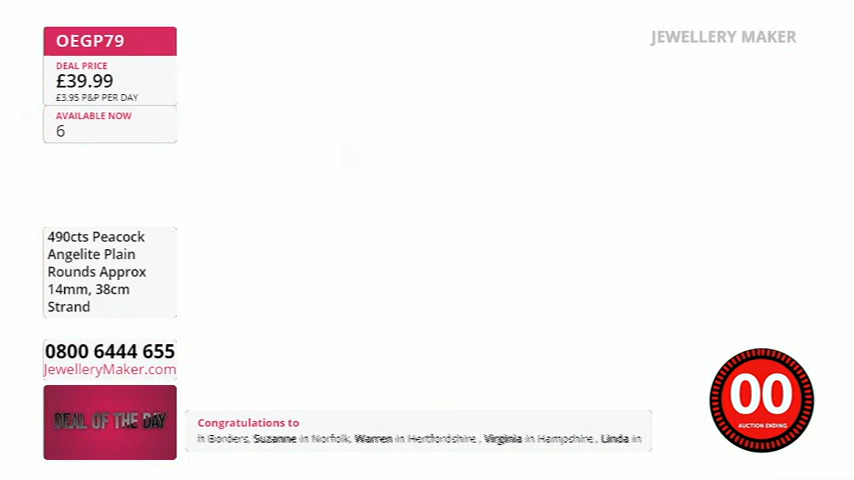 OEGP79
JEWELLERY MAKER
DEAL PRICE
£39.99
£3.95 P&P PER DAY
AVAILABLE NOW
6
490cts Peacock
Angelite Plain
Rounds Approx
14mm, 38cm
Strand
0800 6444 655
JewelleryMaker.com
DEAL OF THE DAY
Congratulations to
in Borders, Suzanne in Norfolk, Warren in Hertfordshire, Virginia in Hampshire, Linda in
00
AUCTION ENDING